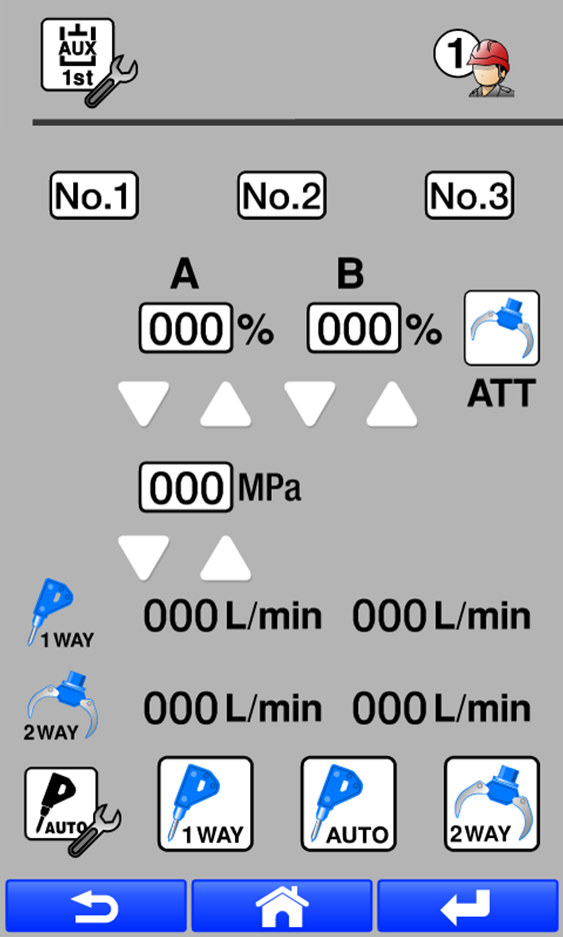 AUX
1st
1
No.1 No.2 No.3
A B
000 % 000 %
ATT
000 MPa
1 WAY 000 L/min 000 L/min
2 WAY 000 L/min 000 L/min
AUTO 1 WAY AUTO 2 WAY